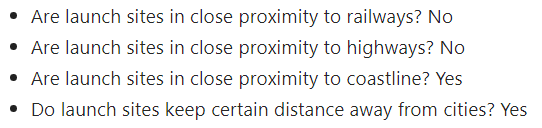 • Are launch sites in close proximity to railways? No
• Are launch sites in close proximity to highways? No
• Are launch sites in close proximity to coastline? Yes
• Do launch sites keep certain distance away from cities? Yes